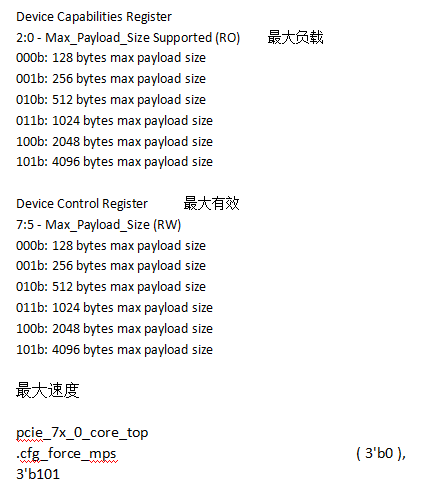 Device Capabilities Register
2:0 - Max_Payload_Size Supported (RO) 最大负载
000b: 128 bytes max payload size
001b: 256 bytes max payload size
010b: 512 bytes max payload size
011b: 1024 bytes max payload size
100b: 2048 bytes max payload size
101b: 4096 bytes max payload size
Device Control Register 最大有效
7:5 - Max_Payload_Size (RW)
000b: 128 bytes max payload size
001b: 256 bytes max payload size
010b: 512 bytes max payload size
011b: 1024 bytes max payload size
100b: 2048 bytes max payload size
101b: 4096 bytes max payload size
最大速度
pcie_7x_0_core_top
.cfg_force_mps ( 3'b0 ),
3'b101